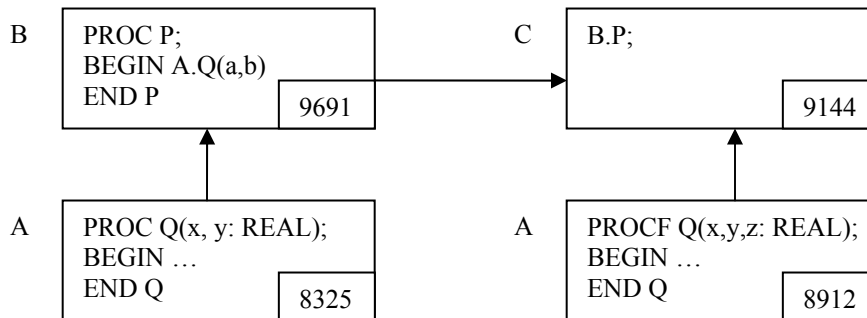 B
PROC P;
BEGIN A.Q(a,b)
END P
9691
C
B.P;
9144
A
PROC Q(x, y: REAL);
BEGIN …
END Q
8325
A
PROCF Q(x,y,z: REAL);
BEGIN …
END Q
8912